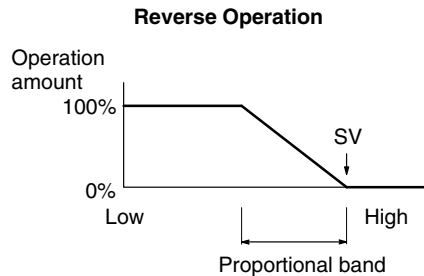 Reverse Operation
Operation
amount
100%
SV
0%
Low
High
Proportional band